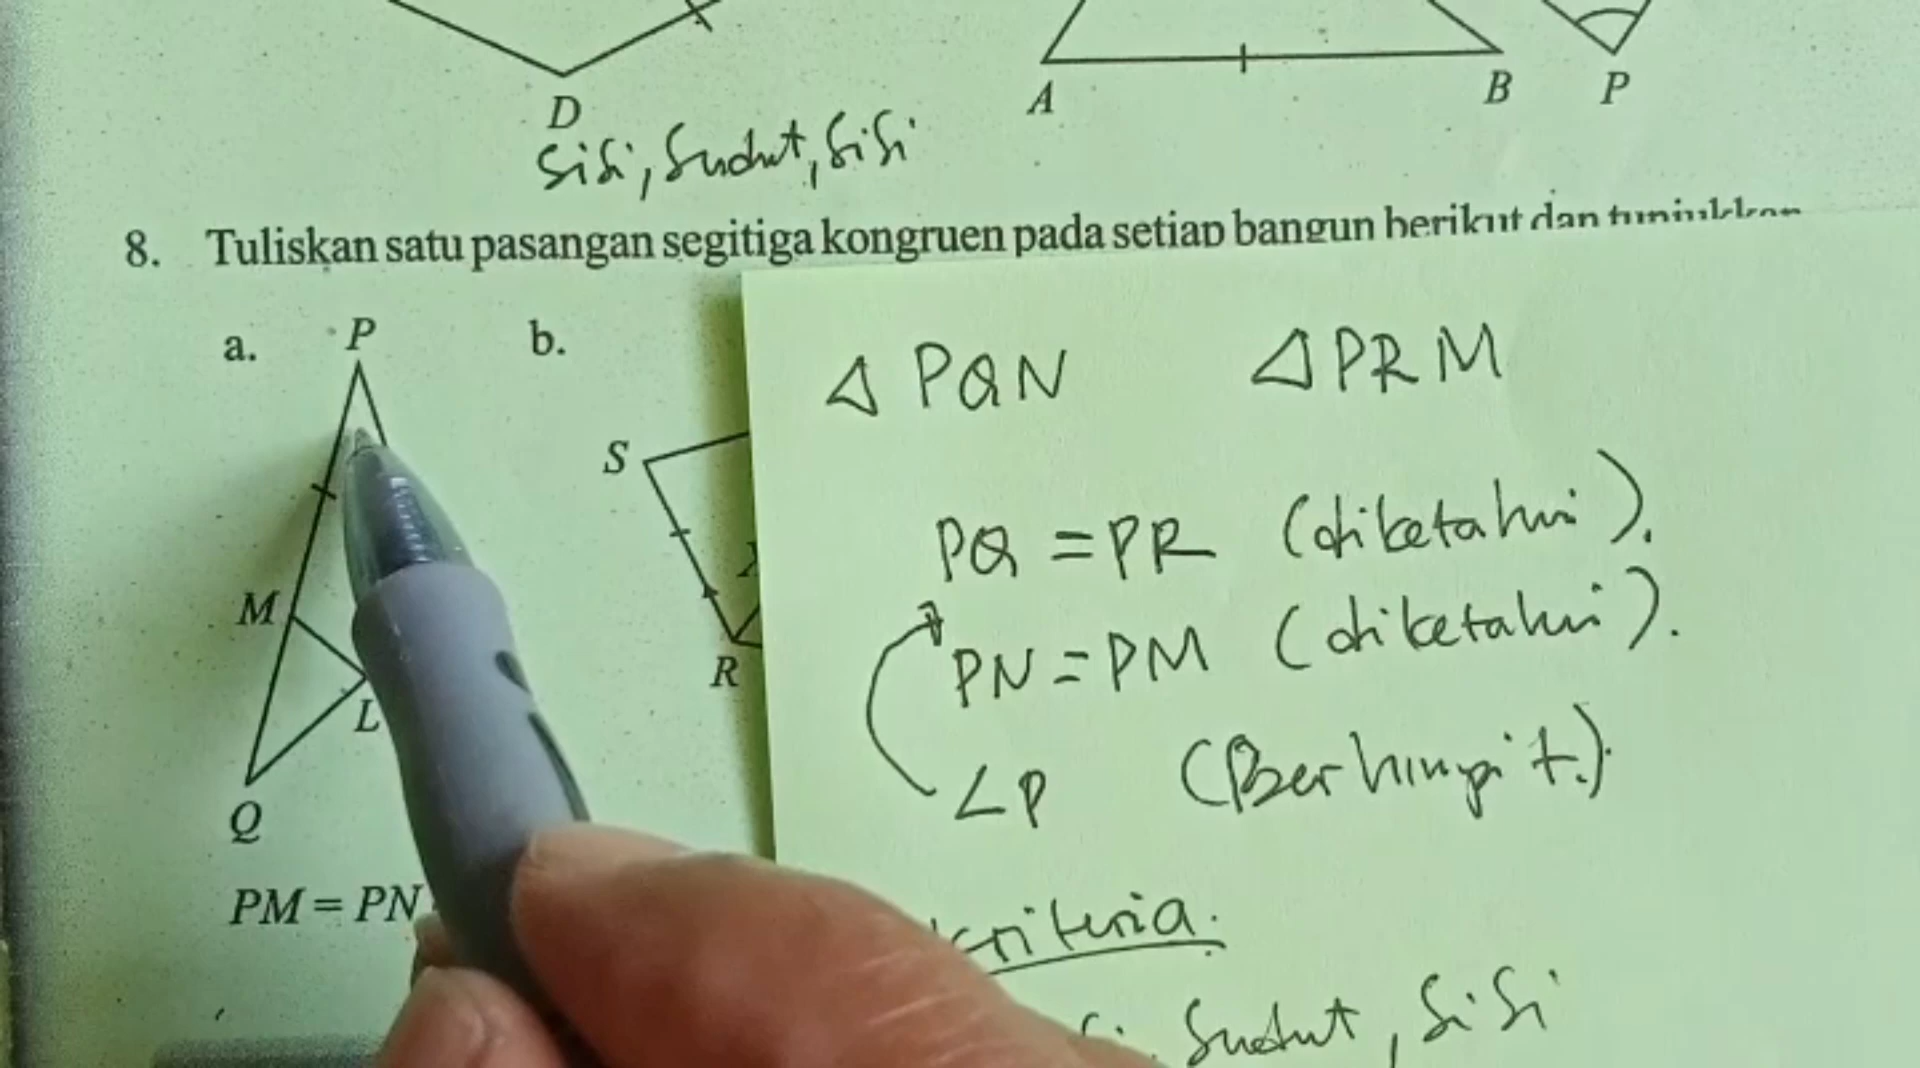 D
A
B
P
Sisi, Sudut, Sisi
8. Tuliskan satu pasangan segitiga kongruen pada setiap bangun berikut dan tunjukkan
a.
P
b.
M
L
Q
PM = PN
S
R
△ PQN △ PRM
PQ = PR (diketahui).
PN = PM (diketahui).
∠P (Berhimpit.).
kriteria.
Sudut, Sisi